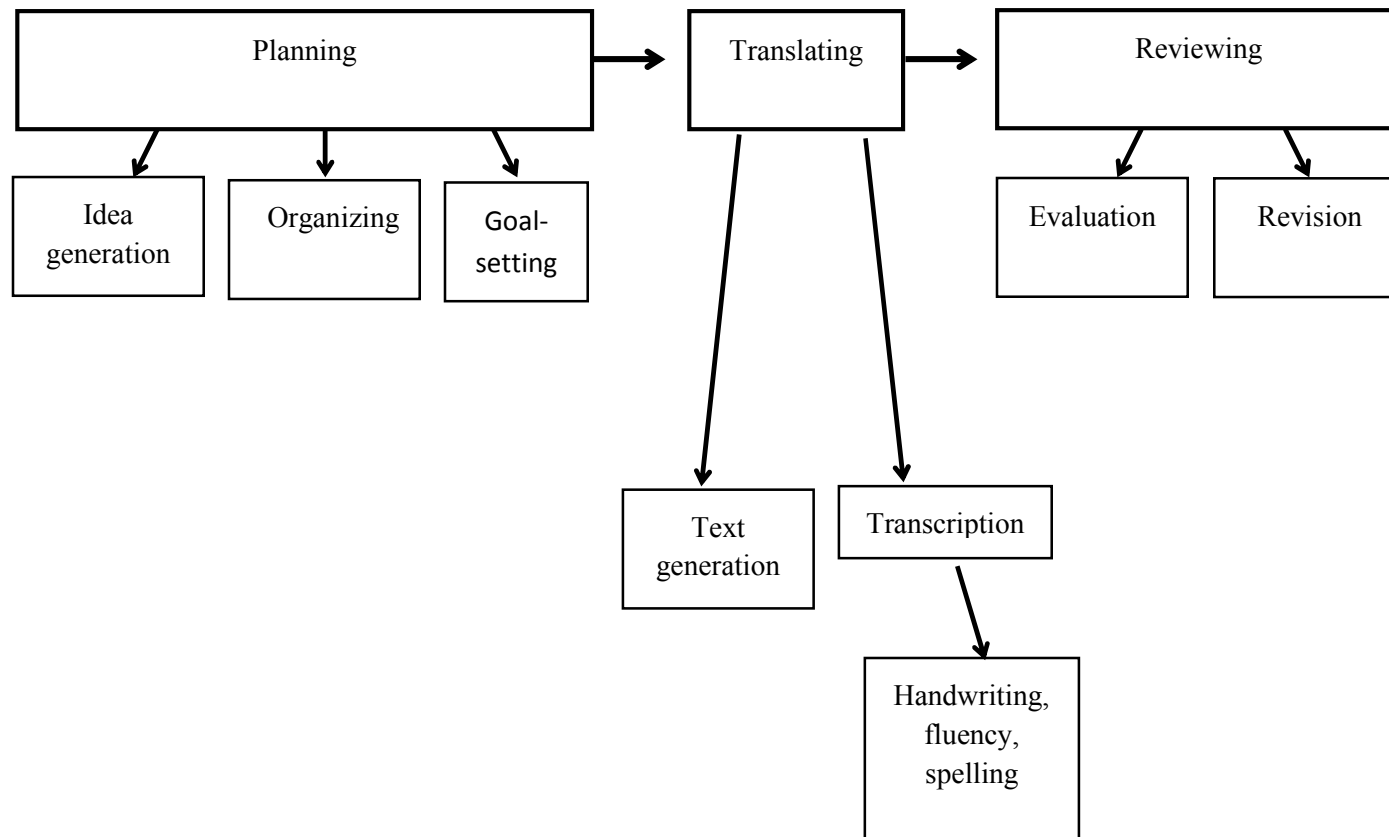 Planning
Translating
Reviewing
Idea
generation
Organizing
Goal-
setting
Evaluation
Revision
Text
generation
Transcription
Handwriting,
fluency,
spelling